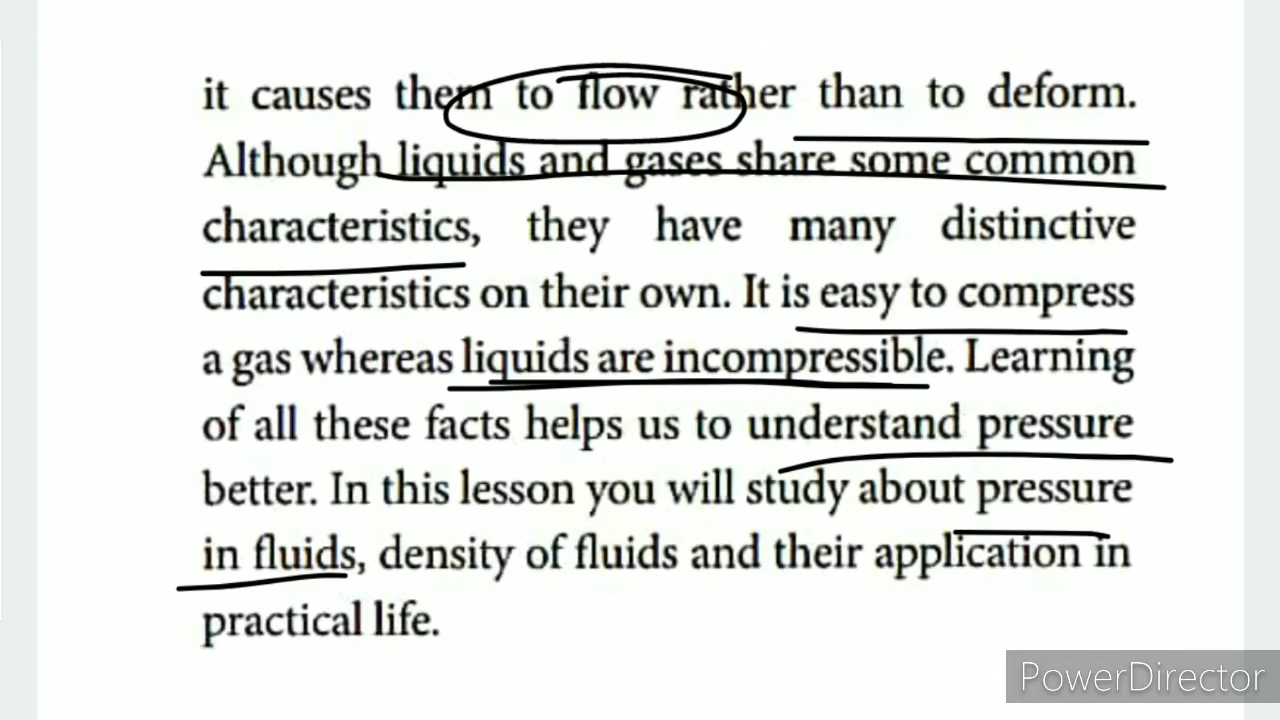 it causes them to flow rather than to deform.
Although liquids and gases share some common
characteristics, they have many distinctive
characteristics on their own. It is easy to compress
a gas whereas liquids are incompressible. Learning
of all these facts helps us to understand pressure
better. In this lesson you will study about pressure
in fluids, density of fluids and their application in
practical life.
PowerDirector